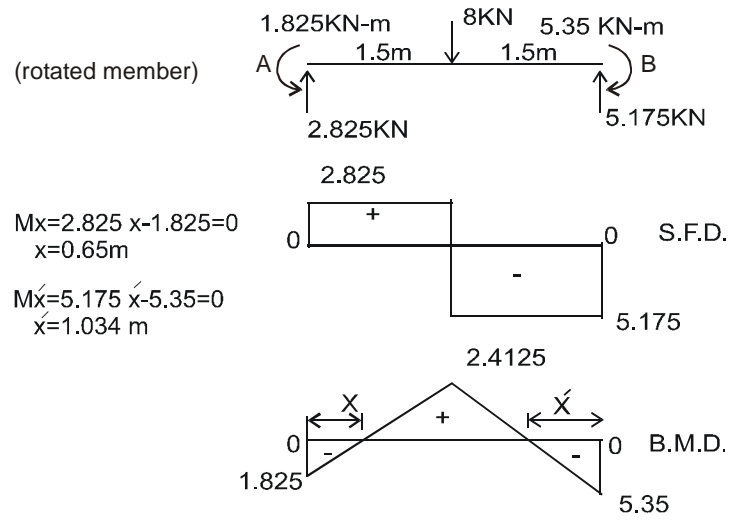 1.825KN-m 8KN 5.35 KN-m
(rotated member) A 1.5m 1.5m B
2.825KN 5.175KN
2.825
Mx=2.825 x-1.825=0
x=0.65m
+
0 0 S.F.D.
-
Mx́=5.175 x́-5.35=0
x́=1.034 m
5.175
2.4125
X X́
+
0 0 B.M.D.
- -
1.825
5.35